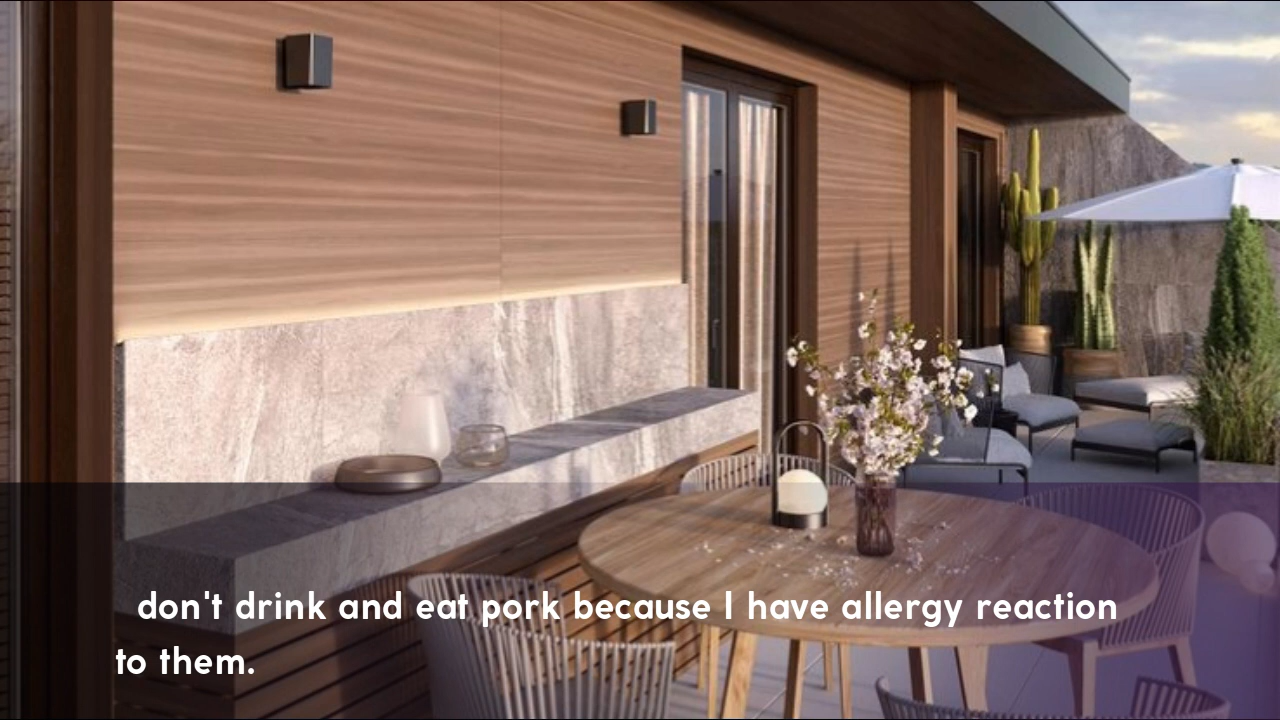 don't drink and eat pork because I have allergy reaction
to them.